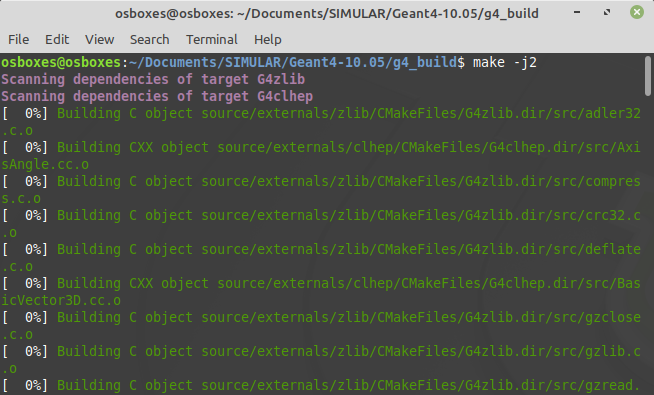 osboxes@osboxes: ~/Documents/SIMULAR/Geant4-10.05/g4_build
File Edit View Search Terminal Help
osboxes@osboxes:~/Documents/SIMULAR/Geant4-10.05/g4_build$ make -j2
Scanning dependencies of target G4zlib
Scanning dependencies of target G4clhep
[  0%] Building C object source/externals/zlib/CMakeFiles/G4zlib.dir/src/adler32
.c.o
[  0%] Building CXX object source/externals/clhep/CMakeFiles/G4clhep.dir/src/Axi
sAngle.cc.o
[  0%] Building C object source/externals/zlib/CMakeFiles/G4zlib.dir/src/compres
s.c.o
[  0%] Building C object source/externals/zlib/CMakeFiles/G4zlib.dir/src/crc32.c
.o
[  0%] Building C object source/externals/zlib/CMakeFiles/G4zlib.dir/src/deflate
.c.o
[  0%] Building CXX object source/externals/clhep/CMakeFiles/G4clhep.dir/src/Bas
icVector3D.cc.o
[  0%] Building C object source/externals/zlib/CMakeFiles/G4zlib.dir/src/gzclose
.c.o
[  0%] Building C object source/externals/zlib/CMakeFiles/G4zlib.dir/src/gzlib.c
.o
[  0%] Building C object source/externals/zlib/CMakeFiles/G4zlib.dir/src/gzread.